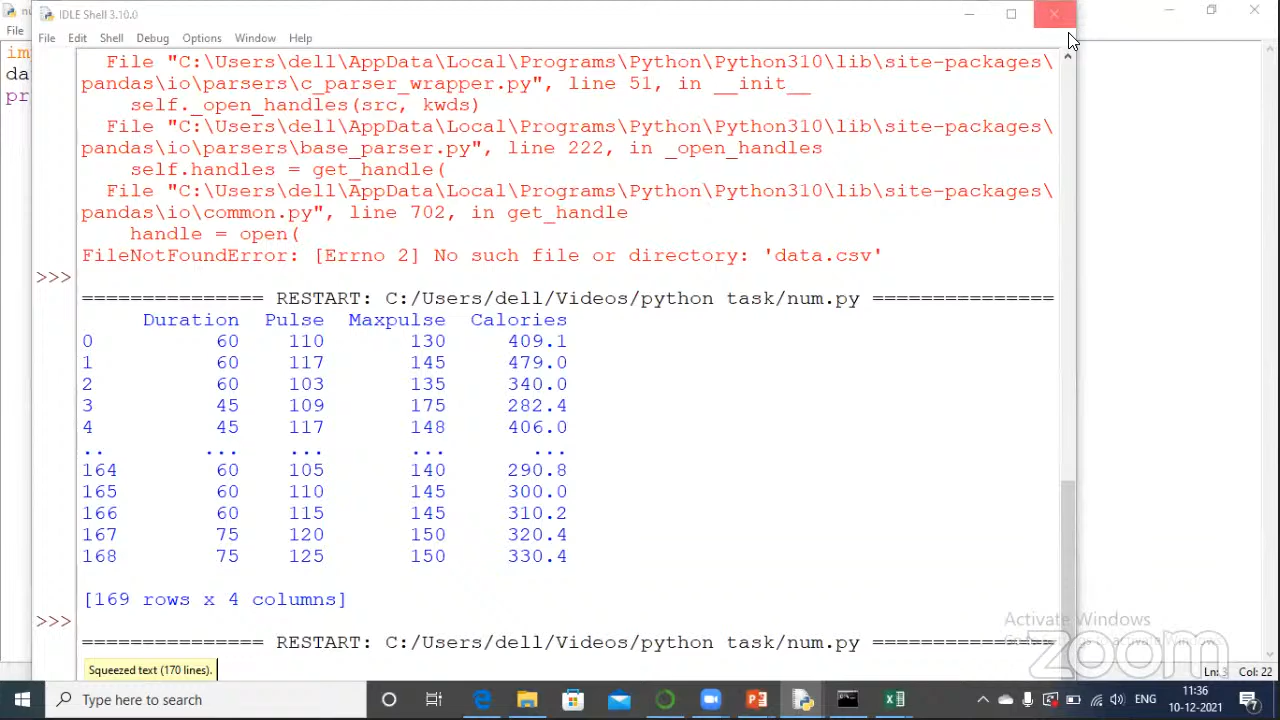 IDLE Shell 3.10.0
File Edit Shell Debug Options Window Help
File
im
da
pr
File "C:\Users\dell\AppData\Local\Programs\Python\Python310\lib\site-packages\
pandas\io\parsers\c_parser_wrapper.py", line 51, in __init__
self._open_handles(src, kwds)
File "C:\Users\dell\AppData\Local\Programs\Python\Python310\lib\site-packages\
pandas\io\parsers\base_parser.py", line 222, in _open_handles
self.handles = get_handle(
File "C:\Users\dell\AppData\Local\Programs\Python\Python310\lib\site-packages\
pandas\io\common.py", line 702, in get_handle
handle = open(
FileNotFoundError: [Errno 2] No such file or directory: 'data.csv'
>>>
=============== RESTART: C:/Users/dell/Videos/python task/num.py ===============
Duration Pulse Maxpulse Calories
0 60 110 130 409.1
1 60 117 145 479.0
2 60 103 135 340.0
3 45 109 175 282.4
4 45 117 148 406.0
.. ... ... ... ...
164 60 105 140 290.8
165 60 110 145 300.0
166 60 115 145 310.2
167 75 120 150 320.4
168 75 125 150 330.4
[169 rows x 4 columns]
>>>
=============== RESTART: C:/Users/dell/Videos/python task/num.py ===============
Squeezed text (170 lines).
Activate Windows
zoom
Ln: 3 Col: 22
Type here to search
ENG
11:36
10-12-2021
7